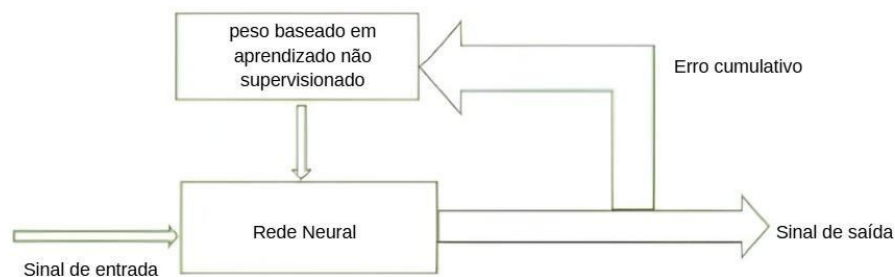 peso baseado em
aprendizado não
supervisionado
Erro cumulativo
Rede Neural
Sinal de saída
Sinal de entrada